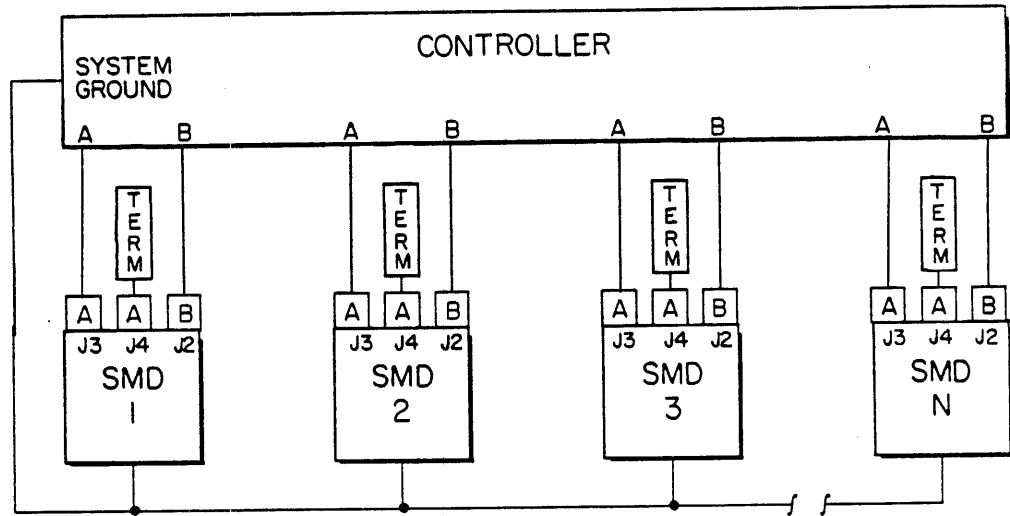 CONTROLLER
SYSTEM
GROUND
A B A B A B A B
TERM TERM TERM TERM
A A B A A B A A B A A B
J3 J4 J2 J3 J4 J2 J3 J4 J2 J3 J4 J2
SMD SMD SMD SMD
1 2 3 N